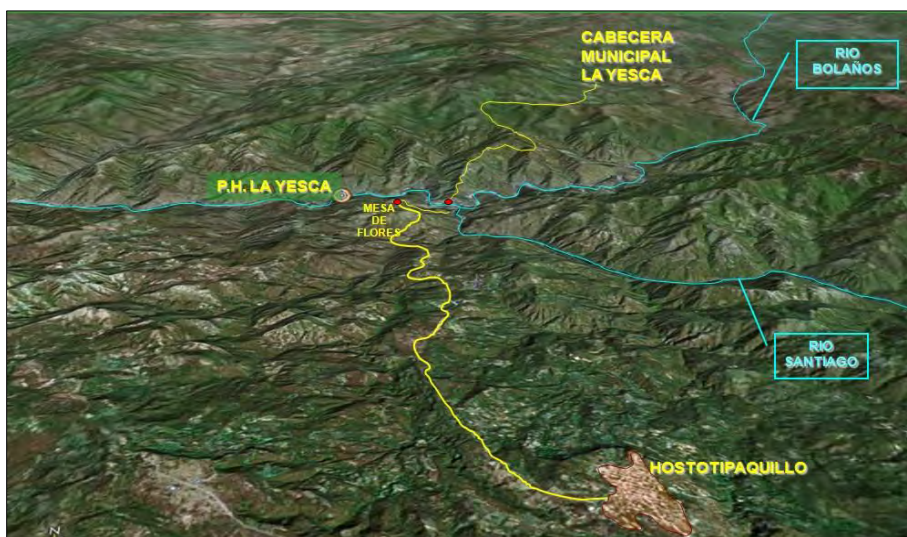 CABECERA
MUNICIPAL
LA YESCA
RIO
BOLAÑOS
P.H. LA YESCA
MESA
DE
FLORES
RIO
SANTIAGO
HOSTOTIPAQUILLO
N